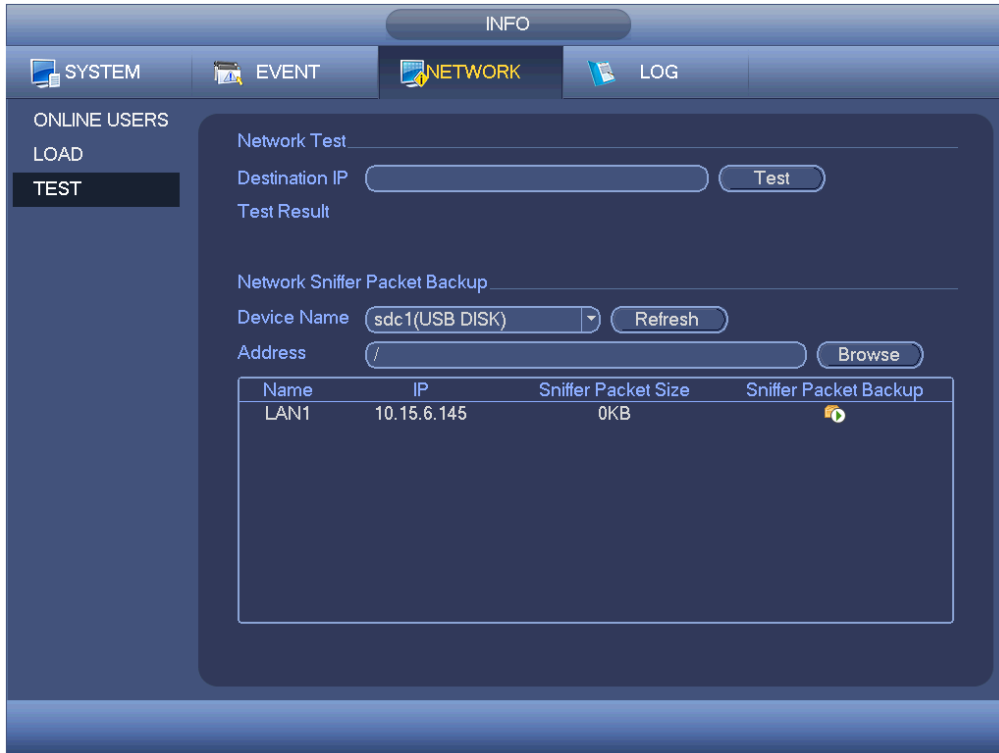 INFO
SYSTEM EVENT NETWORK LOG
ONLINE USERS
LOAD
TEST
Network Test
Destination IP Test
Test Result
Network Sniffer Packet Backup
Device Name sdc1(USB DISK) Refresh
Address / Browse
Name IP Sniffer Packet Size Sniffer Packet Backup
LAN1 10.15.6.145 0KB